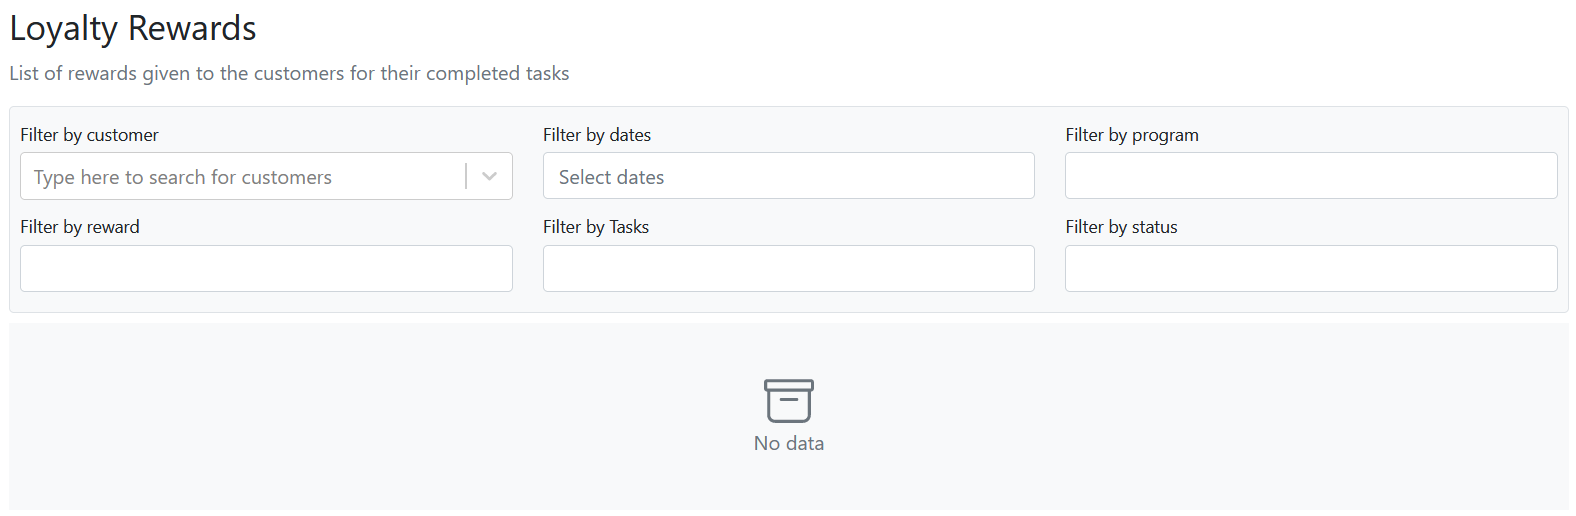 Loyalty Rewards
List of rewards given to the customers for their completed tasks
Filter by customer
Filter by dates
Filter by program
Type here to search for customers
Select dates
Filter by reward
Filter by Tasks
Filter by status
No data